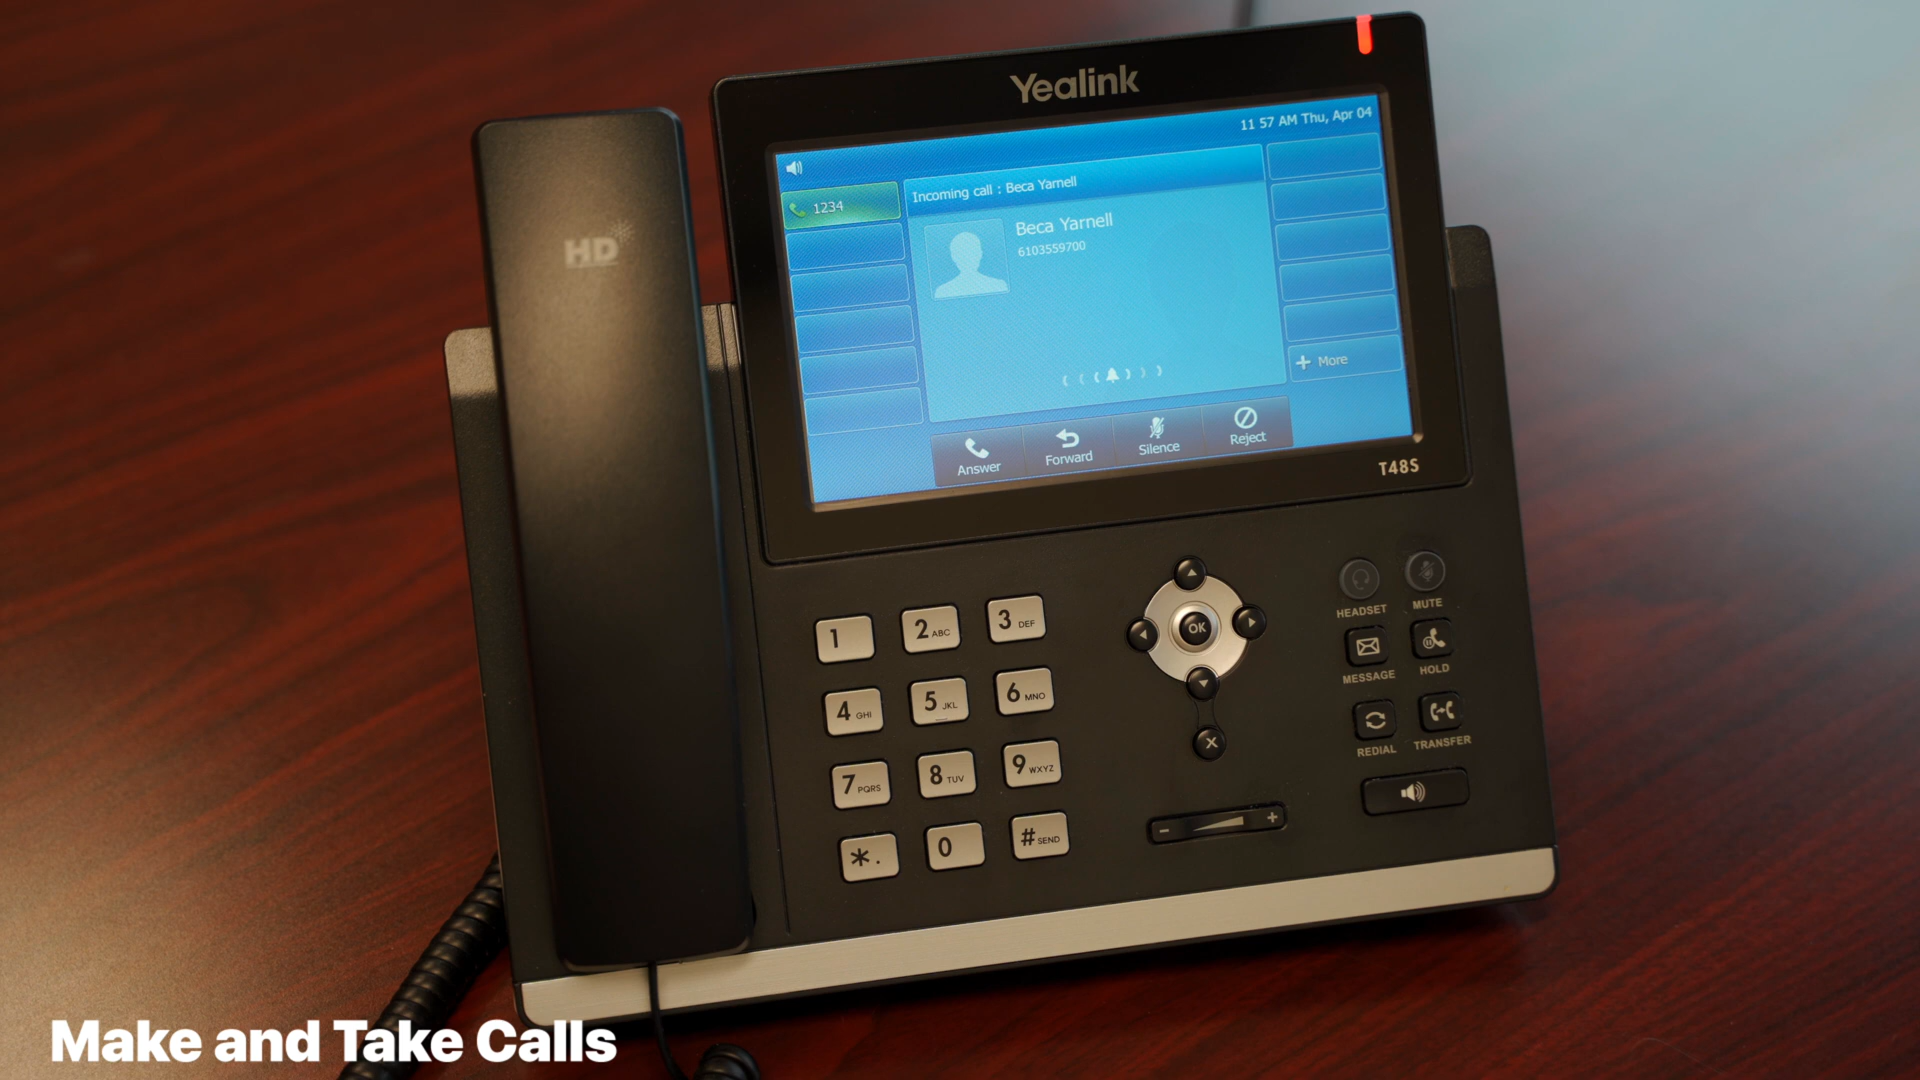 Yealink
11 57 AM Thu, Apr 04
1234
Incoming call : Beca Yarnell
Beca Yarnell
6103559700
+ More
Answer
Forward
Silence
Reject
T48S
HD
1
2 ABC
3 DEF
4 GHI
5 JKL
6 MNO
7 PQRS
8 TUV
9 WXYZ
* .
0
# SEND
OK
X
HEADSET
MUTE
MESSAGE
HOLD
REDIAL
TRANSFER
- +
Make and Take Calls